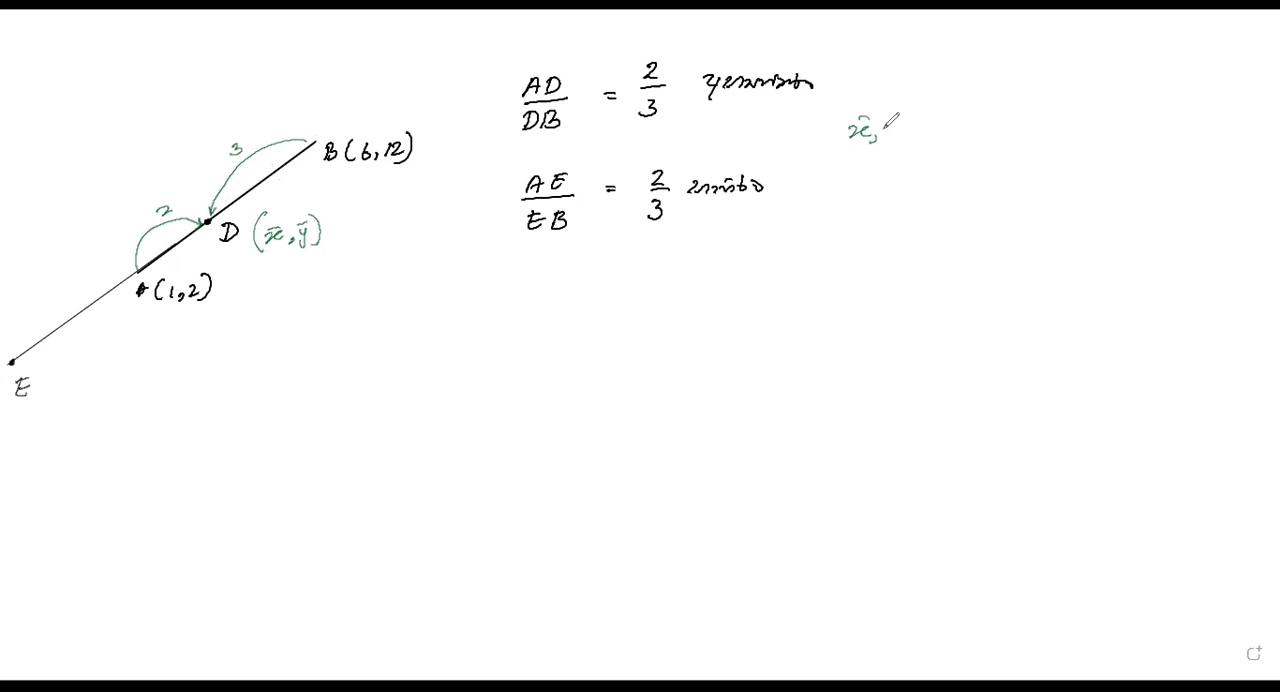 AD/DB = 2/3
x̄,
AE/EB = 2/3
3
B(6,12)
2
D (x̄, ȳ)
A(1,2)
E